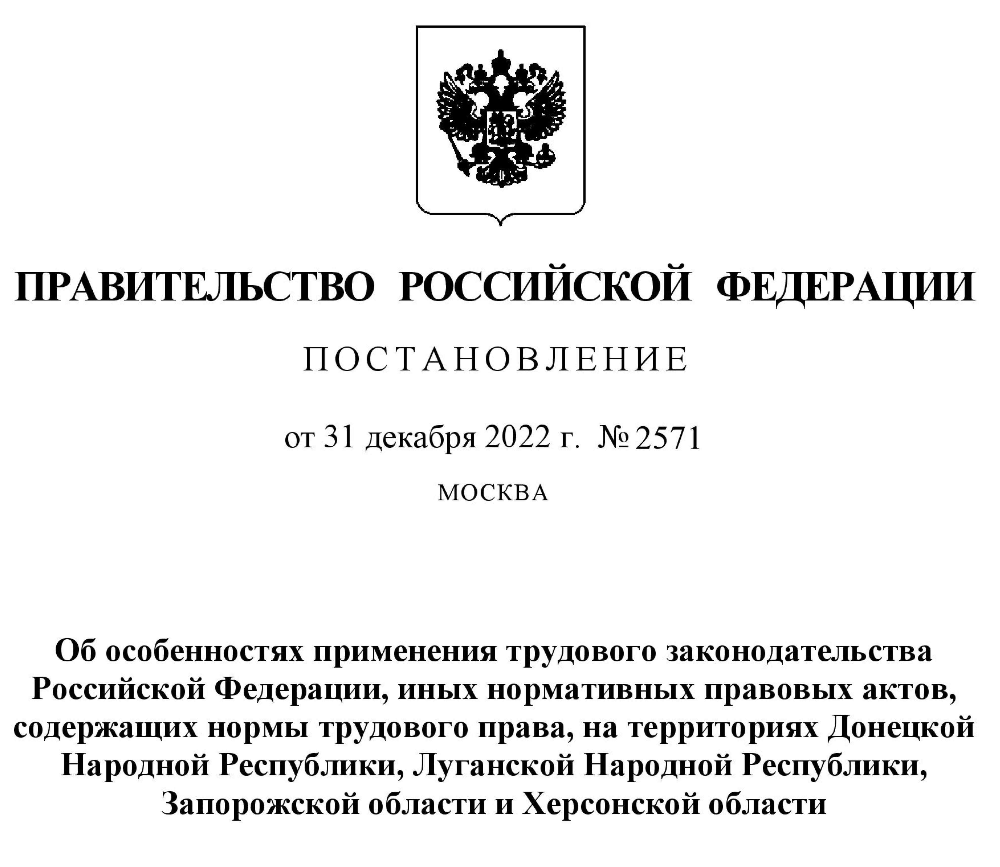 ПРАВИТЕЛЬСТВО РОССИЙСКОЙ ФЕДЕРАЦИИ
ПОСТАНОВЛЕНИЕ
от 31 декабря 2022 г. № 2571
МОСКВА
Об особенностях применения трудового законодательства
Российской Федерации, иных нормативных правовых актов,
содержащих нормы трудового права, на территориях Донецкой
Народной Республики, Луганской Народной Республики,
Запорожской области и Херсонской области